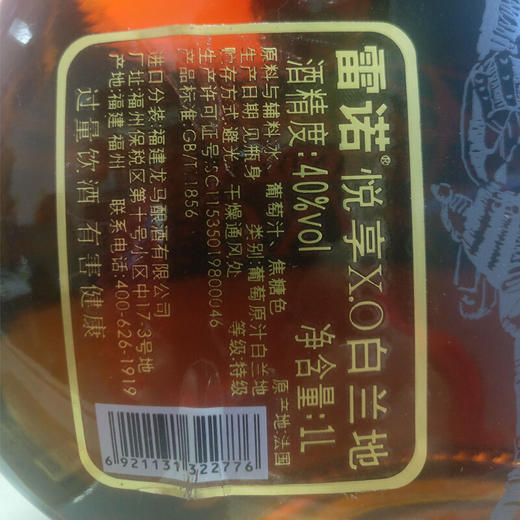 雷诺®悦享X.O白兰地
酒精度:40%vol 净含量:1L
原料与辅料:水、葡萄汁、焦糖色 原产地:法国
生产日期:见瓶身 类别:葡萄原汁白兰地
贮存方式:避光、干燥通风处 等级:特级
生产许可证号:SC11535019800046
产品标准:GB/T11856
进口分装:福建龙马酿酒有限公司
厂址:福州保税区第十号小区中17-3号地
产地:福建 福州 联系电话:400-626-1919
过量饮酒 有害健康
6921131322776